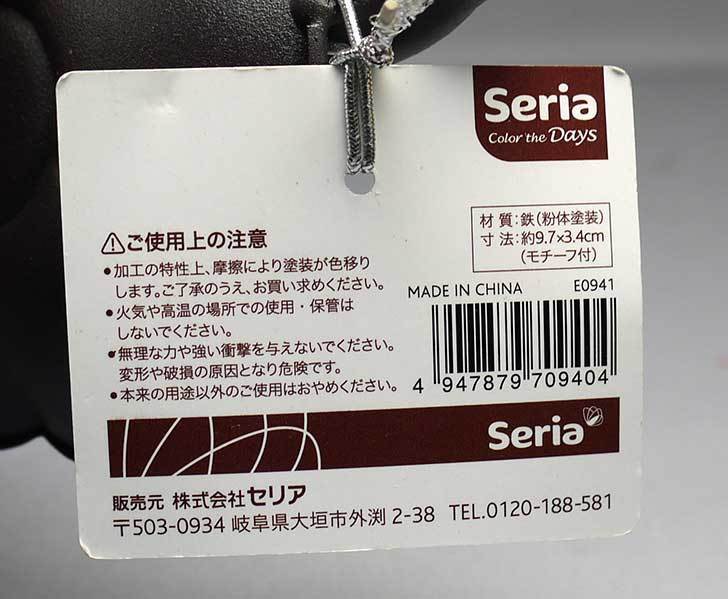 Seria
Color the Days
材 質:鉄(粉体塗装)
寸 法:約9.7×3.4cm
(モチーフ付)
⚠ご使用上の注意
●加工の特性上、摩擦により塗装が色移り
します。ご了承のうえ、お買い求めください。
●火気や高温の場所での使用・保管は
しないでください。
●無理な力や強い衝撃を与えないでください。
変形や破損の原因となり危険です。
●本来の用途以外のご使用はおやめください。
MADE IN CHINA E0941
4 947879 709404
Seria
販売元 株式会社セリア
〒503-0934 岐阜県大垣市外渕 2-38 TEL.0120-188-581